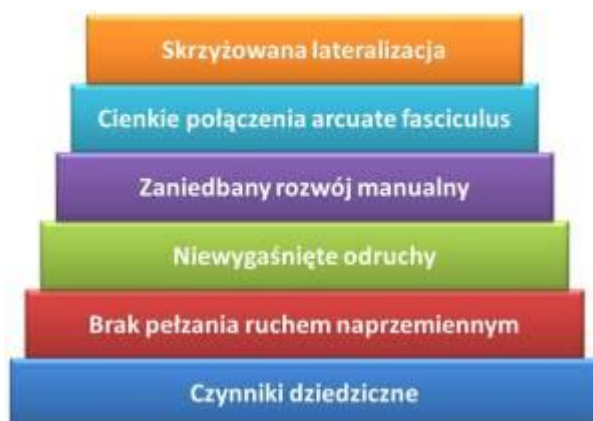 Skrzyżowana lateralizacja
Cienkie połączenia arcuate fasciculus
Zaniedbany rozwój manualny
Niewygaśnięte odruchy
Brak pełzania ruchem naprzemiennym
Czynniki dziedziczne